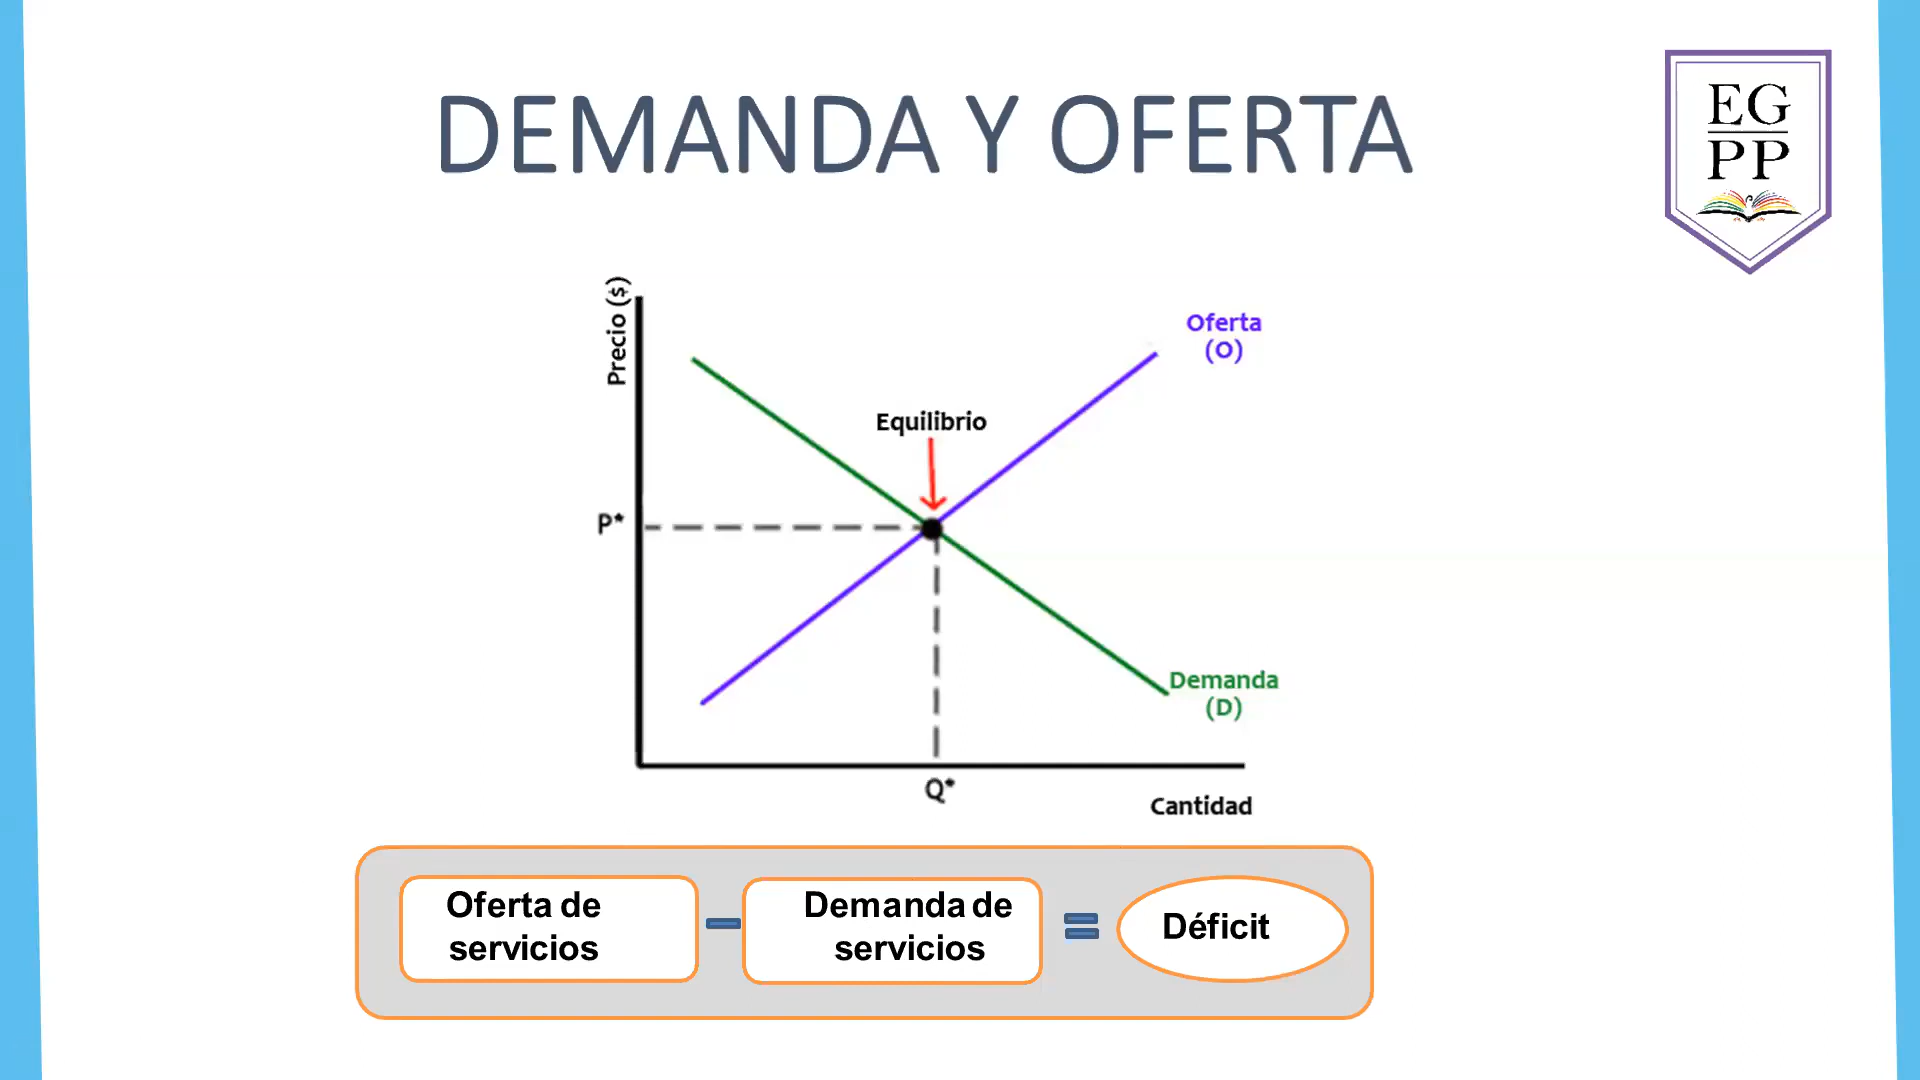 DEMANDA Y OFERTA
EG
PP
Precio ($)
Oferta
(O)
Equilibrio
P*
Demanda
(D)
Q*
Cantidad
Oferta de
servicios
Demanda de
servicios
Déficit